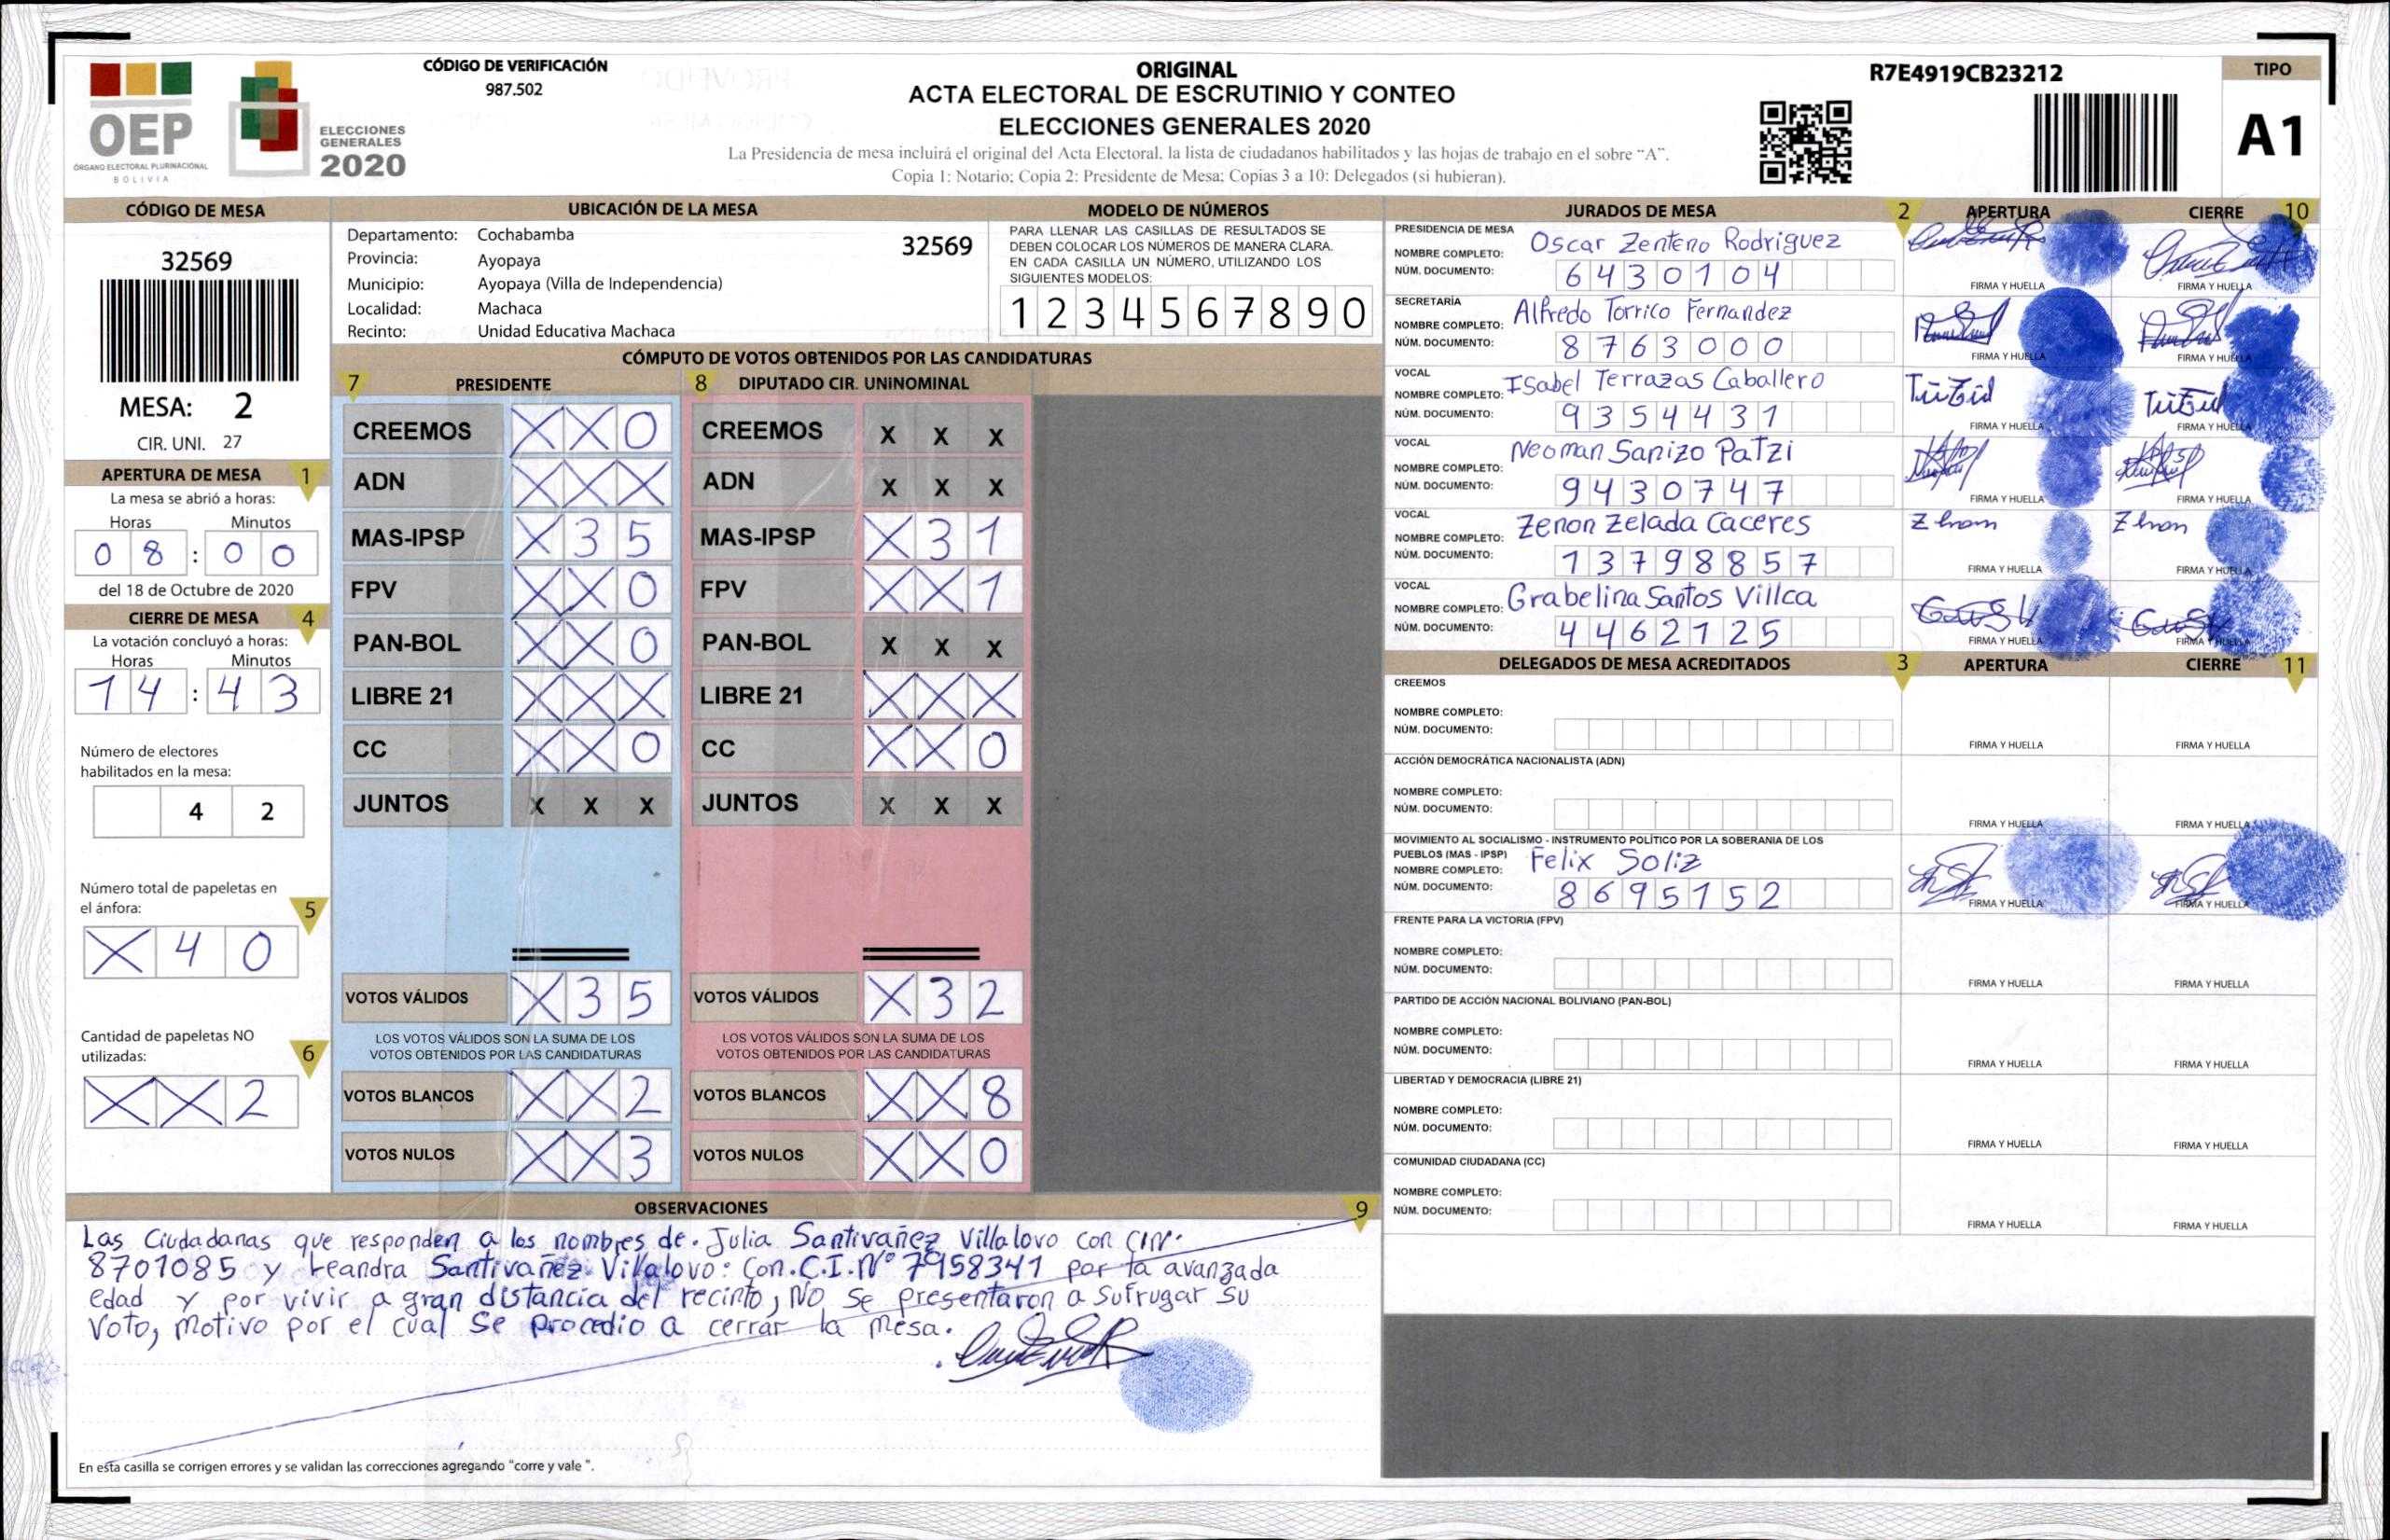 OEP
ÓRGANO ELECTORAL PLURINACIONAL
BOLIVIA
ELECCIONES
GENERALES
2020
CÓDIGO DE VERIFICACIÓN
987.502
ORIGINAL
ACTA ELECTORAL DE ESCRUTINIO Y CONTEO
ELECCIONES GENERALES 2020
La Presidencia de mesa incluirá el original del Acta Electoral, la lista de ciudadanos habilitados y las hojas de trabajo en el sobre "A".
Copia 1: Notario; Copia 2: Presidente de Mesa; Copias 3 a 10: Delegados (si hubieran).
R7E4919CB23212
TIPO
A1
CÓDIGO DE MESA
32569
MESA: 2
CIR. UNI. 27
APERTURA DE MESA 1
La mesa se abrió a horas:
Horas Minutos
0 8 : 0 0
del 18 de Octubre de 2020
CIERRE DE MESA 4
La votación concluyó a horas:
Horas Minutos
1 4 : 4 3
Número de electores
habilitados en la mesa:
4 2
Número total de papeletas en
el ánfora: 5
X 4 0
Cantidad de papeletas NO
utilizadas: 6
X X 2
UBICACIÓN DE LA MESA
Departamento: Cochabamba 32569
Provincia: Ayopaya
Municipio: Ayopaya (Villa de Independencia)
Localidad: Machaca
Recinto: Unidad Educativa Machaca
MODELO DE NÚMEROS
PARA LLENAR LAS CASILLAS DE RESULTADOS SE
DEBEN COLOCAR LOS NÚMEROS DE MANERA CLARA.
EN CADA CASILLA UN NÚMERO, UTILIZANDO LOS
SIGUIENTES MODELOS:
1 2 3 4 5 6 7 8 9 0
CÓMPUTO DE VOTOS OBTENIDOS POR LAS CANDIDATURAS
7 PRESIDENTE 8 DIPUTADO CIR. UNINOMINAL
CREEMOS X X 0 CREEMOS X X X
ADN X X X ADN X X X
MAS-IPSP X 3 5 MAS-IPSP X 3 1
FPV X X 0 FPV X X 1
PAN-BOL X X 0 PAN-BOL X X X
LIBRE 21 X X X LIBRE 21 X X X
CC X X 0 CC X X 0
JUNTOS X X X JUNTOS X X X
VOTOS VÁLIDOS X 3 5 VOTOS VÁLIDOS X 3 2
LOS VOTOS VÁLIDOS SON LA SUMA DE LOS LOS VOTOS VÁLIDOS SON LA SUMA DE LOS
VOTOS OBTENIDOS POR LAS CANDIDATURAS VOTOS OBTENIDOS POR LAS CANDIDATURAS
VOTOS BLANCOS X X 2 VOTOS BLANCOS X X 8
VOTOS NULOS X X 3 VOTOS NULOS X X 0
OBSERVACIONES 9
Las Ciudadanas que responden a los nombres de. Julia Santivañez Villalovo con CIN.
8701085 y Leandra Santivañez Villalovo: Con.C.I.Nº 7958341 por la avanzada
edad y por vivir a gran distancia del recinto, NO se presentaron a sufrugar su
Voto, motivo por el cual se procedio a cerrar la mesa.
En esta casilla se corrigen errores y se validan las correcciones agregando "corre y vale ".
JURADOS DE MESA 2 APERTURA CIERRE 10
PRESIDENCIA DE MESA
NOMBRE COMPLETO: Oscar Zenteno Rodriguez
NÚM. DOCUMENTO: 6430104
FIRMA Y HUELLA FIRMA Y HUELLA
SECRETARÍA
NOMBRE COMPLETO: Alfredo Torrico Fernandez
NÚM. DOCUMENTO: 8763000
FIRMA Y HUELLA FIRMA Y HUELLA
VOCAL
NOMBRE COMPLETO: Isabel Terrazas Caballero
NÚM. DOCUMENTO: 9354431
FIRMA Y HUELLA FIRMA Y HUELLA
VOCAL
NOMBRE COMPLETO: Neoman Sanizo Patzi
NÚM. DOCUMENTO: 9430747
FIRMA Y HUELLA FIRMA Y HUELLA
VOCAL
NOMBRE COMPLETO: Zenon Zelada Caceres
NÚM. DOCUMENTO: 13798857
FIRMA Y HUELLA FIRMA Y HUELLA
VOCAL
NOMBRE COMPLETO: Grabelina Santos Villca
NÚM. DOCUMENTO: 4462125
FIRMA Y HUELLA FIRMA Y HUELLA
DELEGADOS DE MESA ACREDITADOS 3 APERTURA CIERRE 11
CREEMOS
NOMBRE COMPLETO:
NÚM. DOCUMENTO:
FIRMA Y HUELLA FIRMA Y HUELLA
ACCIÓN DEMOCRÁTICA NACIONALISTA (ADN)
NOMBRE COMPLETO:
NÚM. DOCUMENTO:
FIRMA Y HUELLA FIRMA Y HUELLA
MOVIMIENTO AL SOCIALISMO - INSTRUMENTO POLÍTICO POR LA SOBERANIA DE LOS
PUEBLOS (MAS - IPSP)
NOMBRE COMPLETO: Felix Soliz
NÚM. DOCUMENTO: 8695152
FIRMA Y HUELLA FIRMA Y HUELLA
FRENTE PARA LA VICTORIA (FPV)
NOMBRE COMPLETO:
NÚM. DOCUMENTO:
FIRMA Y HUELLA FIRMA Y HUELLA
PARTIDO DE ACCIÓN NACIONAL BOLIVIANO (PAN-BOL)
NOMBRE COMPLETO:
NÚM. DOCUMENTO:
FIRMA Y HUELLA FIRMA Y HUELLA
LIBERTAD Y DEMOCRACIA (LIBRE 21)
NOMBRE COMPLETO:
NÚM. DOCUMENTO:
FIRMA Y HUELLA FIRMA Y HUELLA
COMUNIDAD CIUDADANA (CC)
NOMBRE COMPLETO:
NÚM. DOCUMENTO:
FIRMA Y HUELLA FIRMA Y HUELLA